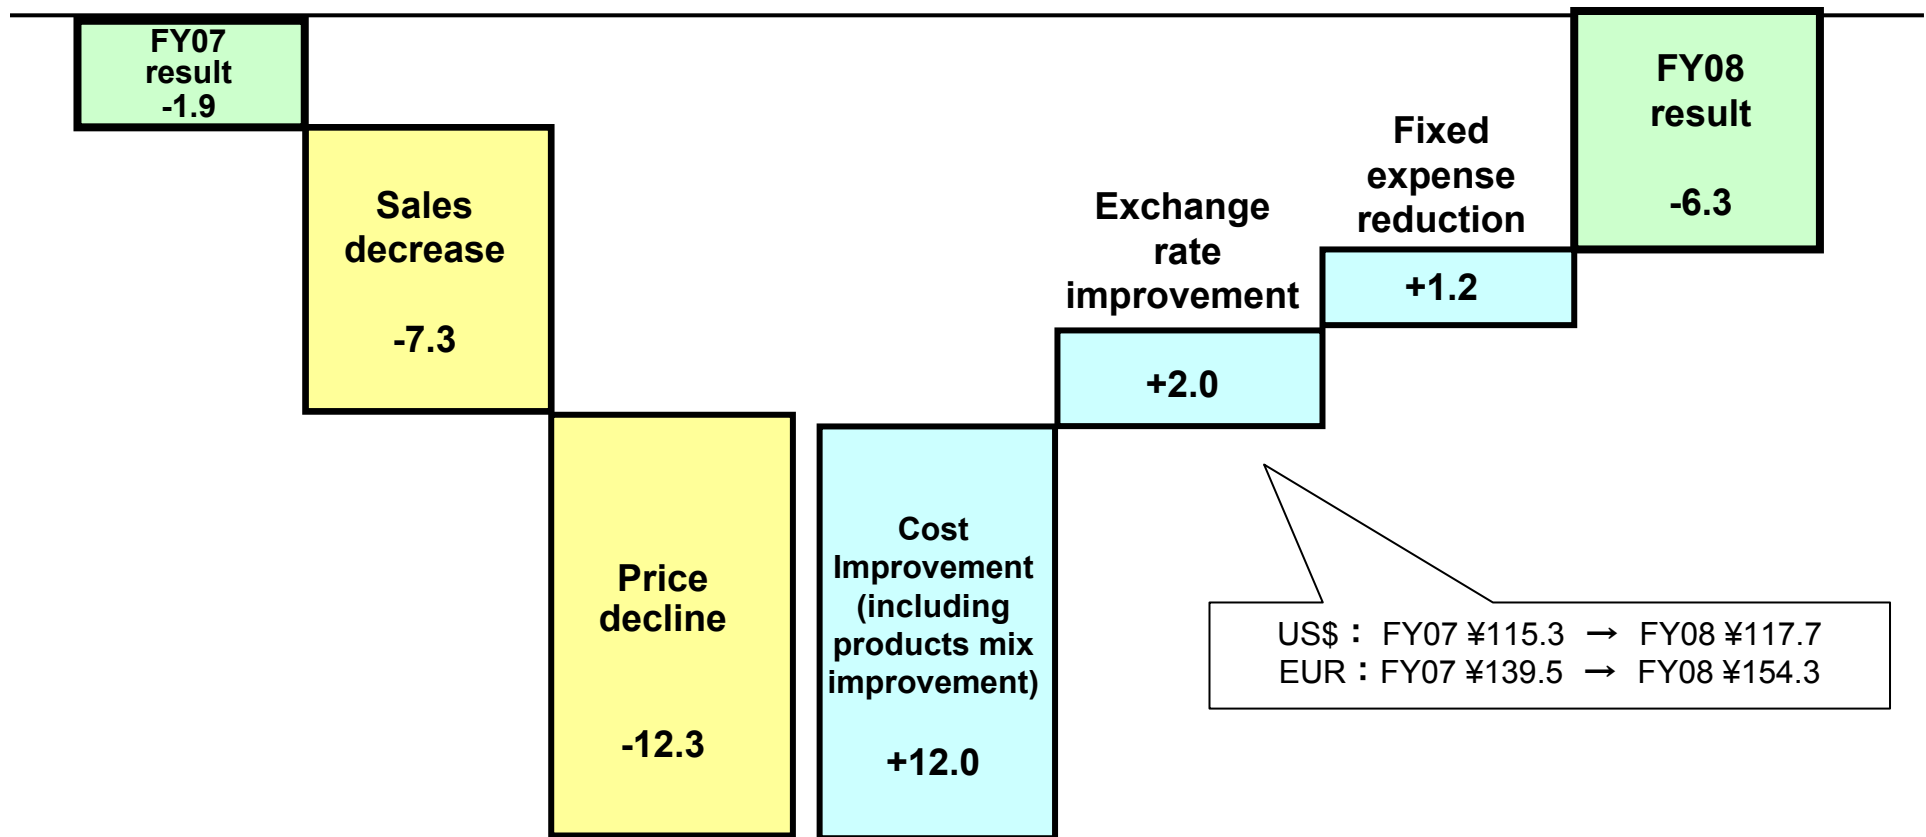 FY07
result
-1.9
Sales
decrease
-7.3
Price
decline
-12.3
Cost
Improvement
(including
products mix
improvement)
+12.0
Exchange
rate
improvement
+2.0
Fixed
expense
reduction
+1.2
FY08
result
-6.3
US$：FY07 ¥115.3 → FY08 ¥117.7
EUR：FY07 ¥139.5 → FY08 ¥154.3